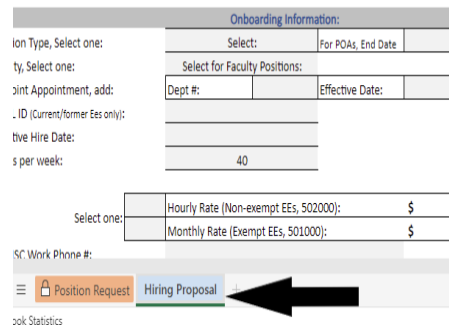 Onboarding Information:
ion Type, Select one: Select: For POAs, End Date
ty, Select one: Select for Faculty Positions:
oint Appointment, add: Dept #: Effective Date:
L ID (Current/former Ees only):
tive Hire Date:
s per week: 40
Select one: Hourly Rate (Non-exempt EEs, 502000): $
Monthly Rate (Exempt EEs, 501000): $
ISC Work Phone #:
Position Request Hiring Proposal +
ook Statistics